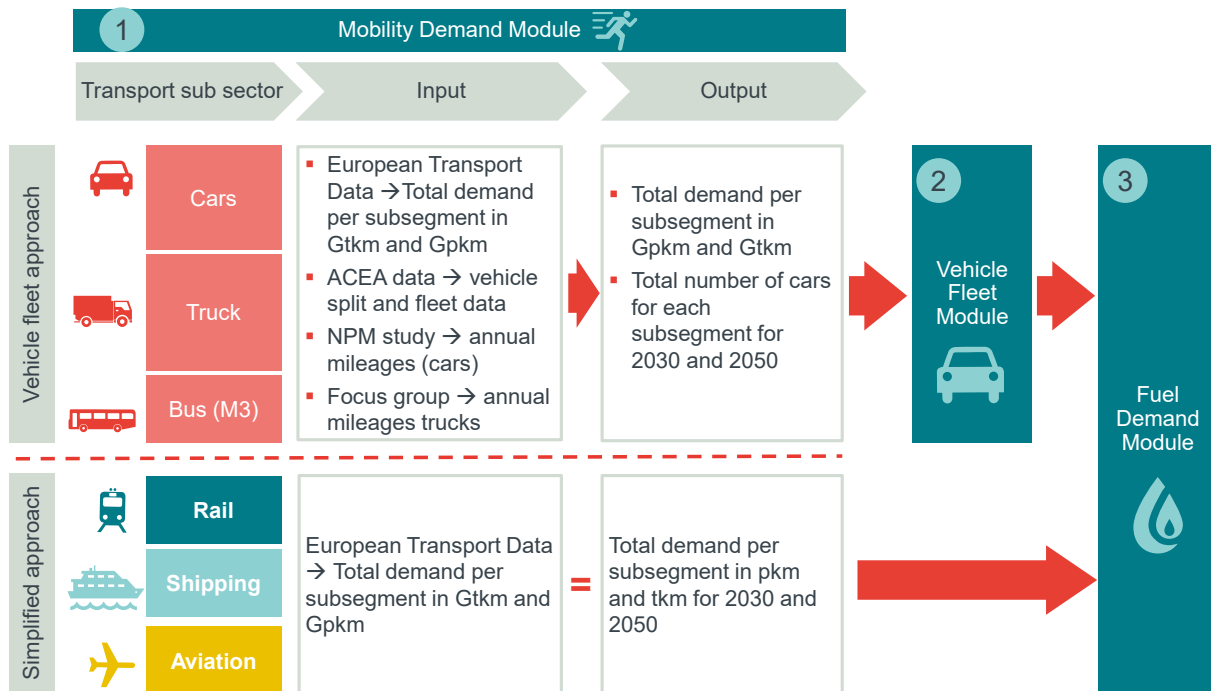 1
Mobility Demand Module
Transport sub sector
Input
Output
Vehicle fleet approach
Cars
Truck
Bus (M3)
▪ European Transport
Data → Total demand
per subsegment in
Gtkm and Gpkm
▪ ACEA data → vehicle
split and fleet data
▪ NPM study → annual
mileages (cars)
▪ Focus group → annual
mileages trucks
▪ Total demand per
subsegment in
Gpkm and Gtkm
▪ Total number of cars
for each
subsegment for
2030 and 2050
2
Vehicle
Fleet
Module
3
Fuel
Demand
Module
Simplified approach
Rail
Shipping
Aviation
European Transport Data
→ Total demand per
subsegment in Gtkm and
Gpkm
=
Total demand per
subsegment in pkm
and tkm for 2030 and
2050